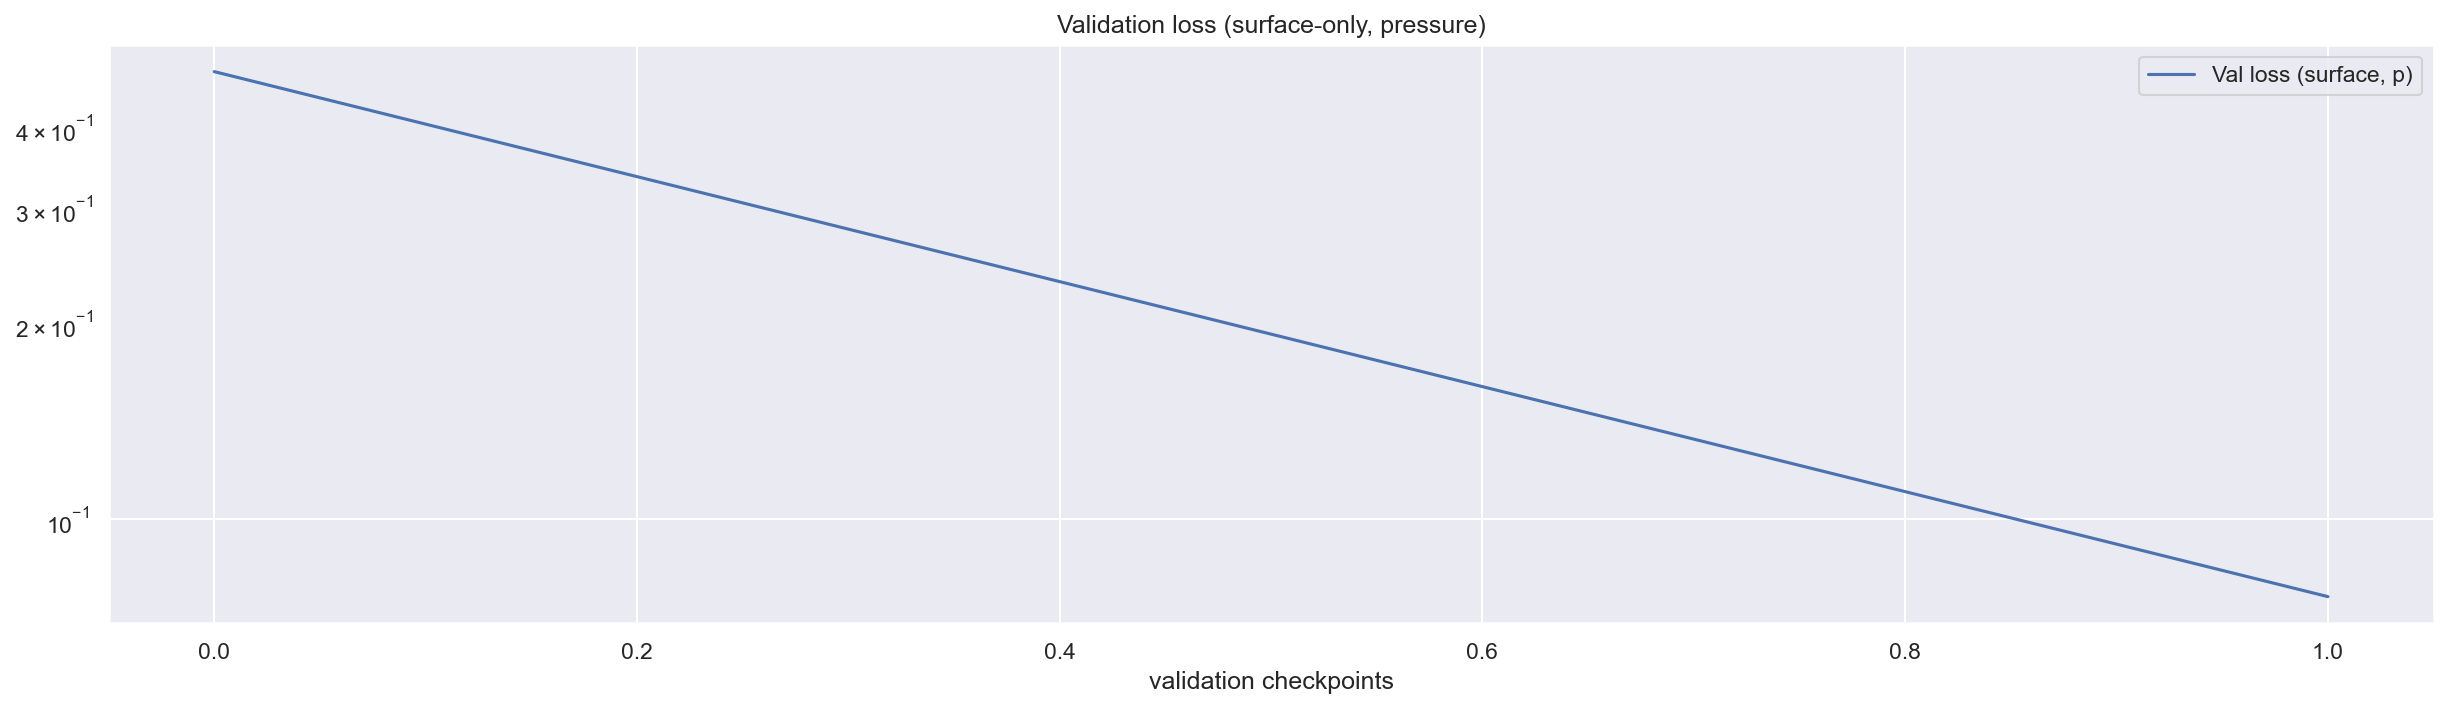 Validation loss (surface-only, pressure)
Val loss (surface, p)
4 × 10⁻¹
3 × 10⁻¹
2 × 10⁻¹
10⁻¹
0.0 0.2 0.4 0.6 0.8 1.0
validation checkpoints